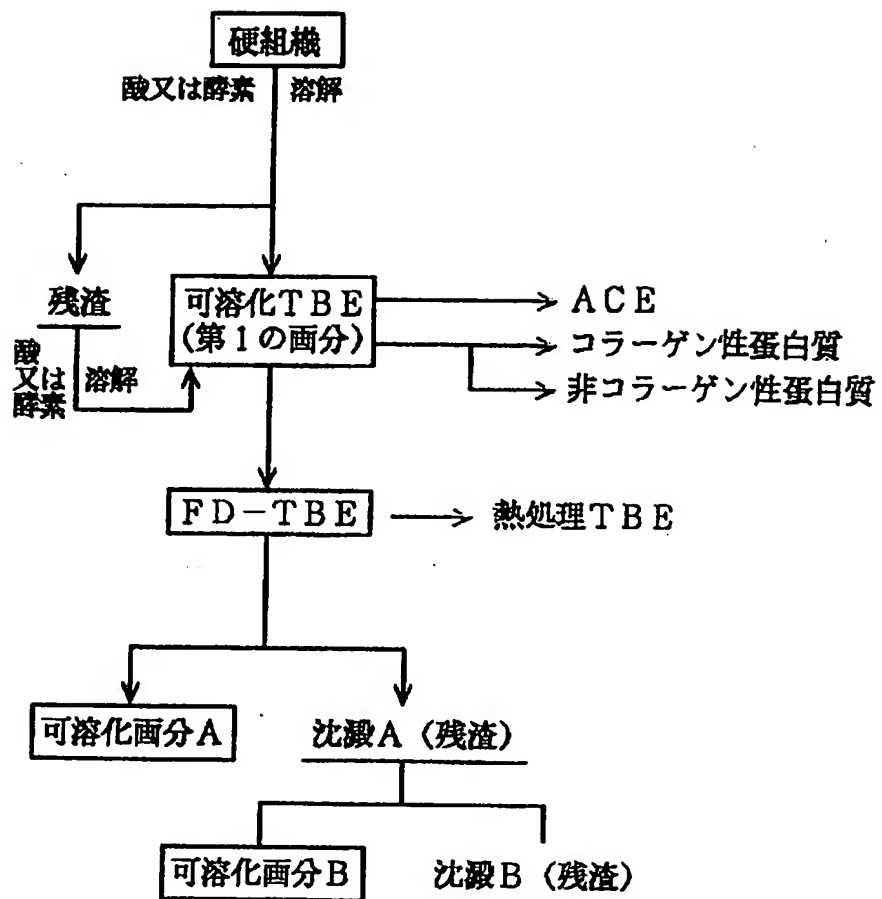 硬組織
酸又は酵素 溶解
残渣
可溶化TBE
(第1の画分)
ACE
コラーゲン性蛋白質
非コラーゲン性蛋白質
酸
又は
酵素
溶解
FD-TBE
熱処理TBE
可溶化画分A
沈澱A(残渣)
可溶化画分B
沈澱B(残渣)